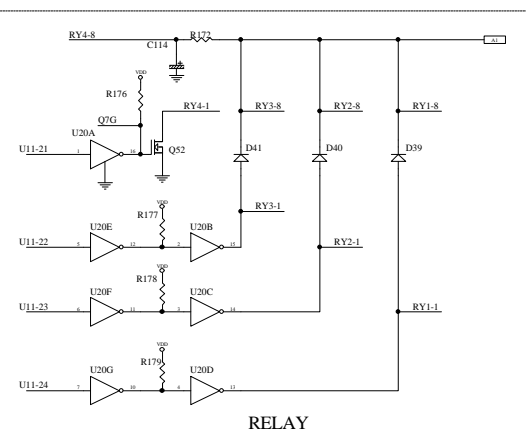 RY4-8 R172 A1
C114
VDD
R176 RY4-1 RY3-8 RY2-8 RY1-8
Q7G
U20A
U11-21 1 16 Q52 D41 D40 D39
VDD
R177 RY3-1
U20E U20B
U11-22 5 12 2 15 RY2-1
VDD
R178
U20F U20C
U11-23 6 11 3 14 RY1-1
VDD
R179
U20G U20D
U11-24 7 10 4 13
RELAY